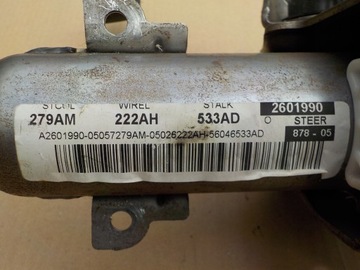 STCOL WIREL STALK 2601990
279AM 222AH 533AD STEER
A2601990-05057279AM-05026222AH-56046533AD 878-05